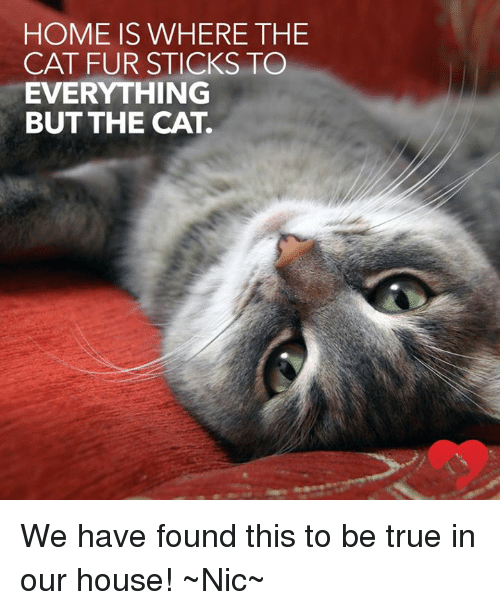 HOME IS WHERE THE
CAT FUR STICKS TO
EVERYTHING
BUT THE CAT.
We have found this to be true in
our house! ~Nic~